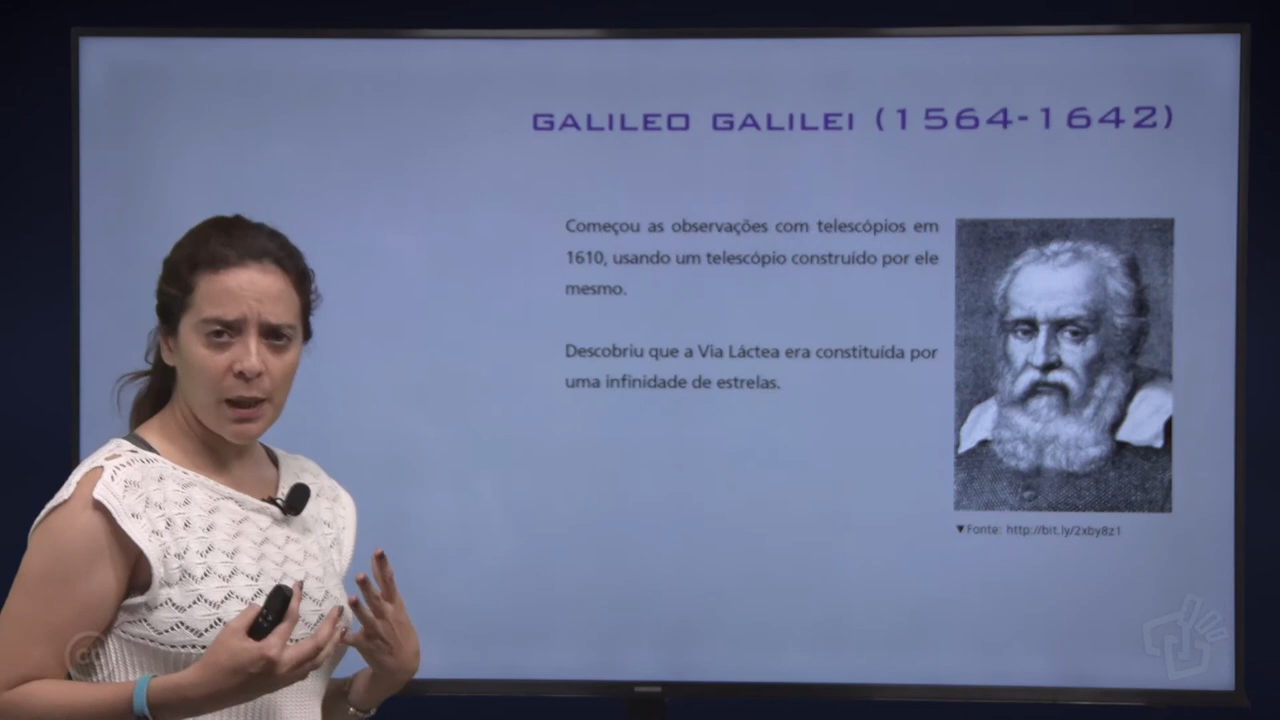 GALILEO GALILEI (1564-1642)
Começou as observações com telescópios em
1610, usando um telescópio construído por ele
mesmo.
Descobriu que a Via Láctea era constituída por
uma infinidade de estrelas.
▼Fonte: http://bit.ly/2xby8z1